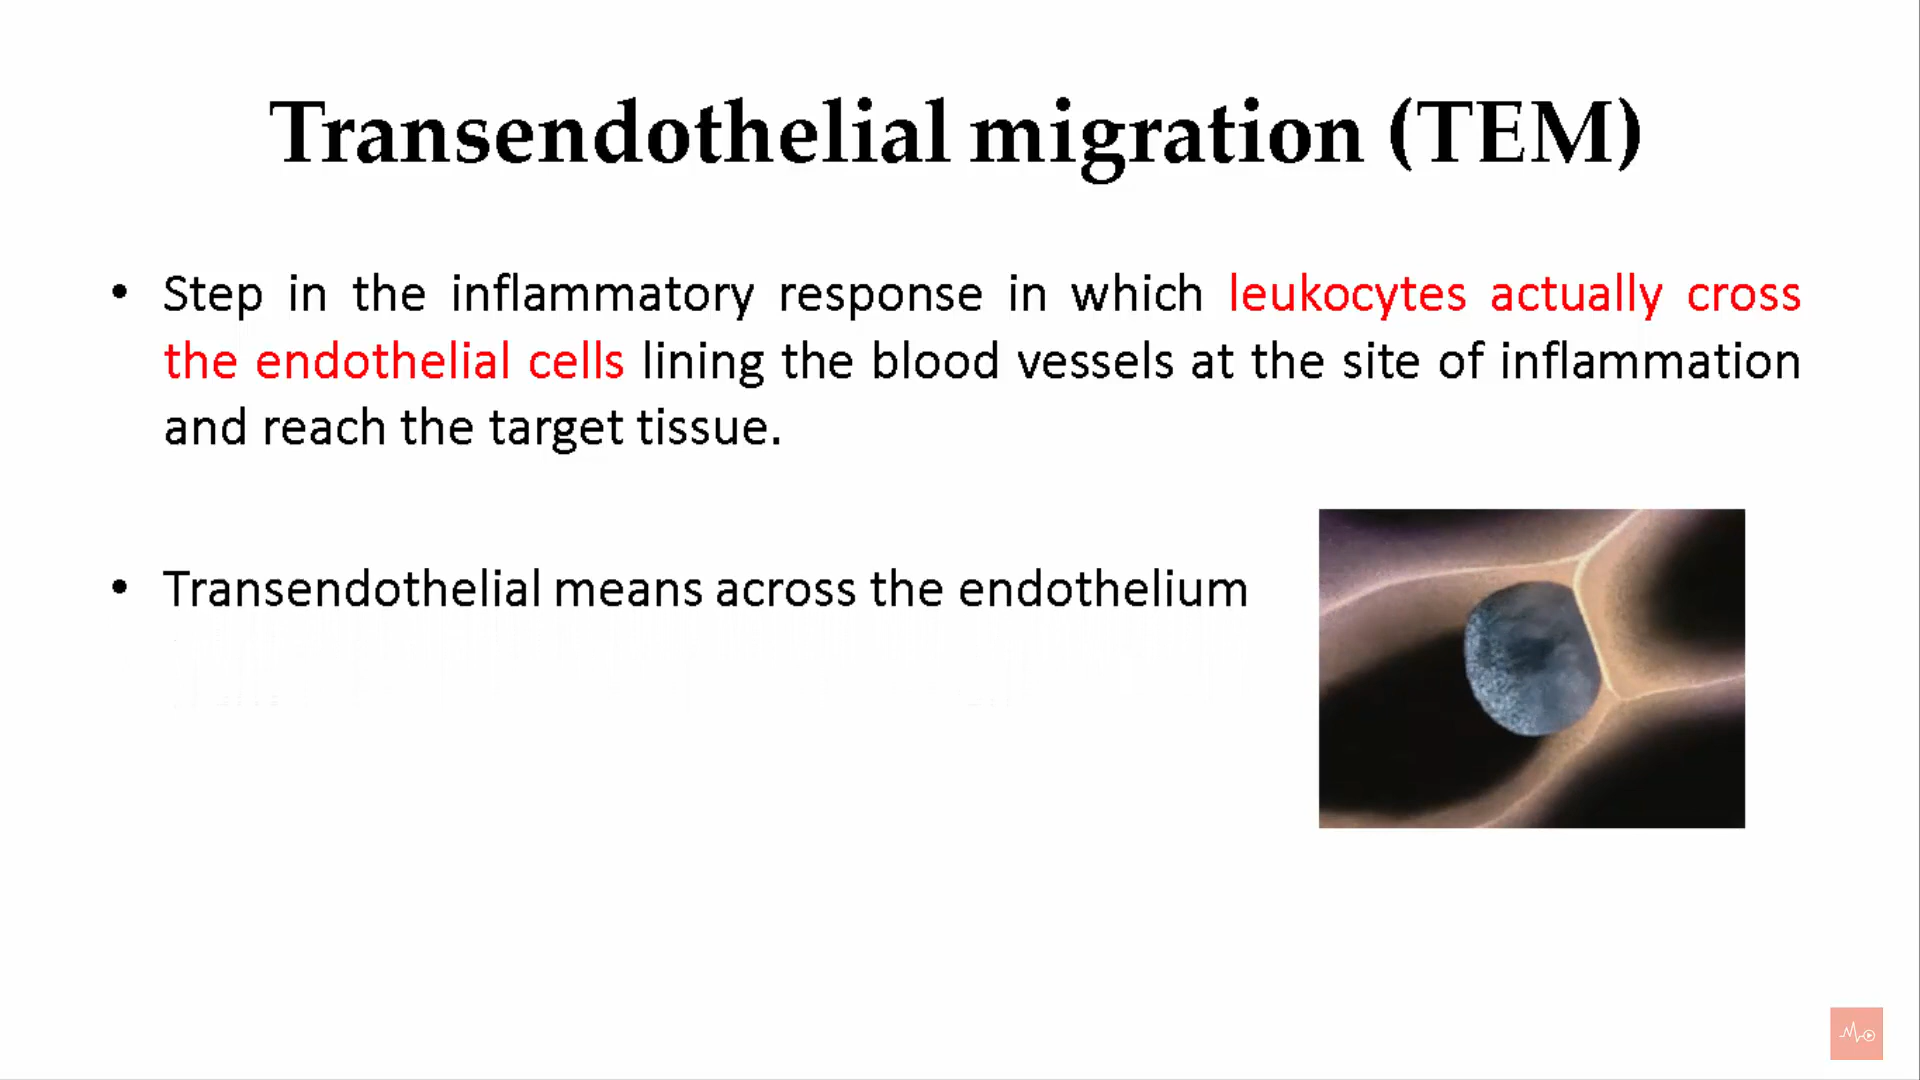 Transendothelial migration (TEM)
• Step in the inflammatory response in which leukocytes actually cross
the endothelial cells lining the blood vessels at the site of inflammation
and reach the target tissue.
• Transendothelial means across the endothelium